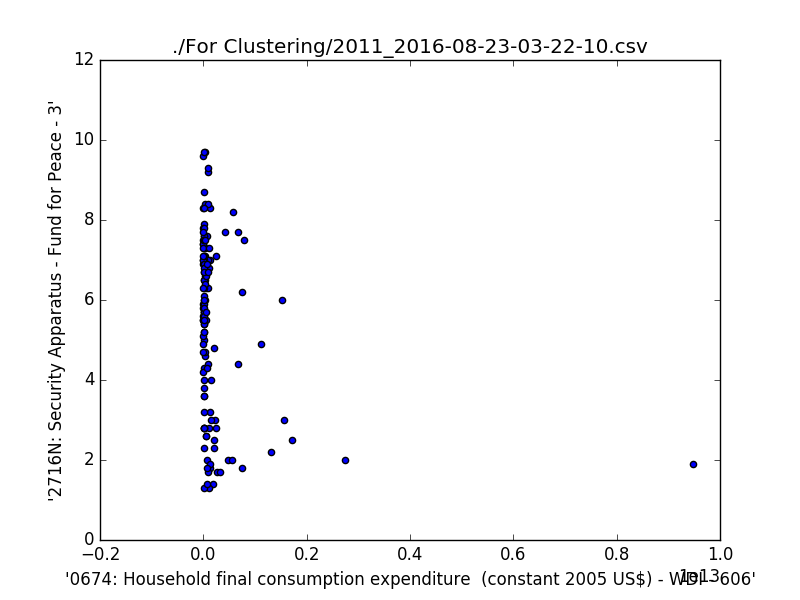 ./For Clustering/2011_2016-08-23-03-22-10.csv
12
10
8
6
4
2
0
'2716N: Security Apparatus - Fund for Peace - 3'
−0.2 0.0 0.2 0.4 0.6 0.8 1.0
1e13
'0674: Household final consumption expenditure (constant 2005 US$) - WDI - 606'